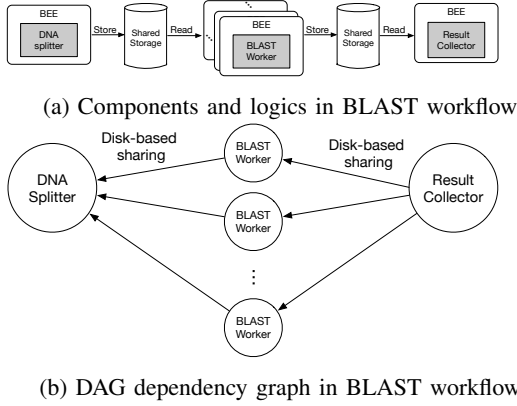 BEE
DNA
splitter
Store
Shared
Storage
Read
BEE
BLAST
Worker
Store
Shared
Storage
Read
BEE
Result
Collector
(a) Components and logics in BLAST workflow
Disk-based
sharing
BLAST
Worker
Disk-based
sharing
DNA
Splitter
BLAST
Worker
Result
Collector
...
BLAST
Worker
(b) DAG dependency graph in BLAST workflow